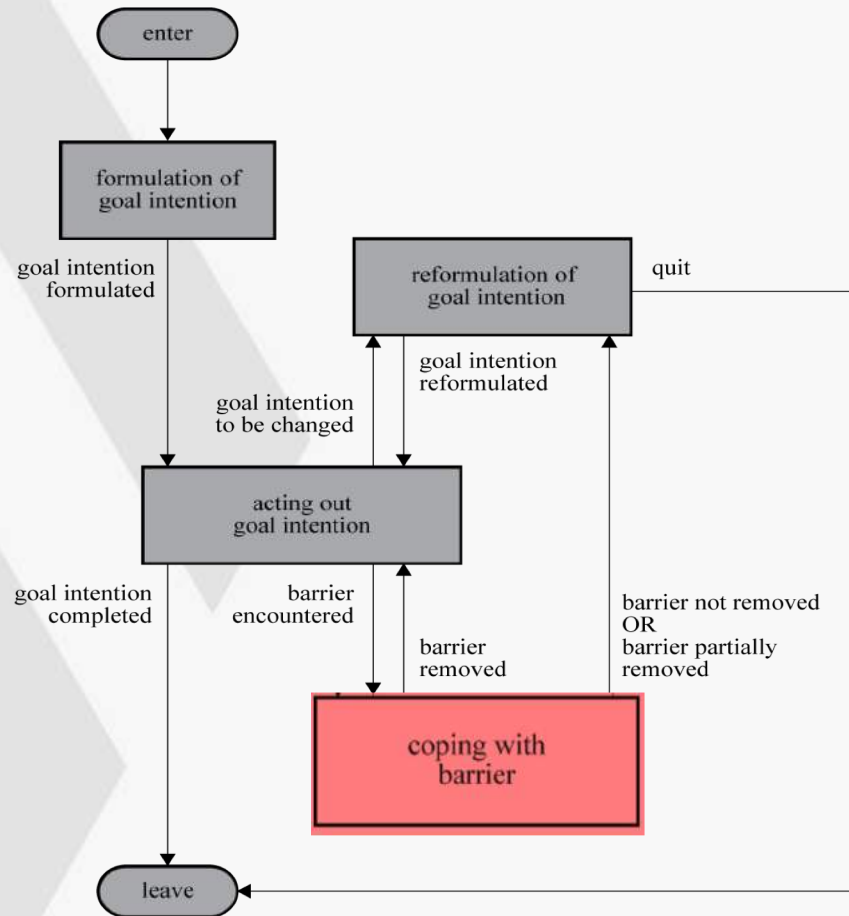 enter
formulation of
goal intention
goal intention
formulated
reformulation of
goal intention
quit
goal intention
to be changed
goal intention
reformulated
acting out
goal intention
goal intention
completed
barrier
encountered
barrier
removed
barrier not removed
OR
barrier partially
removed
coping with
barrier
leave